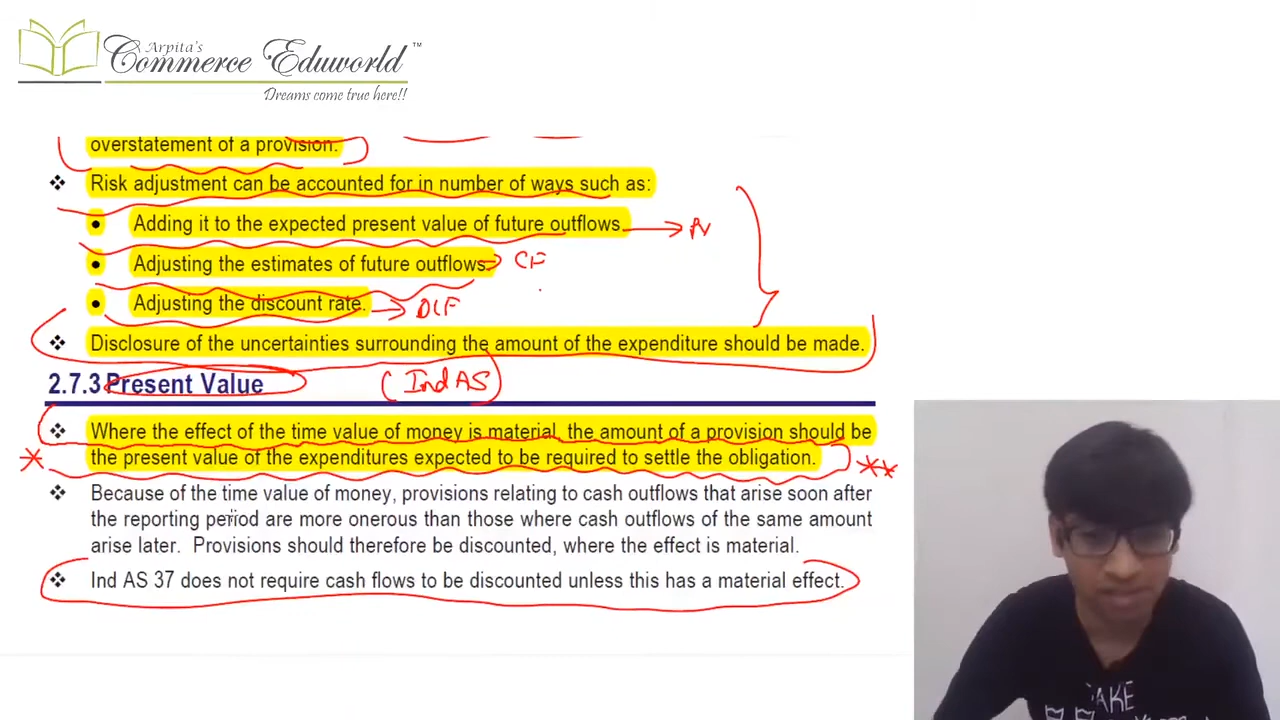 Arpita's
Commerce Eduworld™
Dreams come true here!!
overstatement of a provision.
❖ Risk adjustment can be accounted for in number of ways such as:
• Adding it to the expected present value of future outflows. → PV
• Adjusting the estimates of future outflows. → CF
• Adjusting the discount rate. → DCF
❖ Disclosure of the uncertainties surrounding the amount of the expenditure should be made.
2.7.3 Present Value (Ind AS)
❖ Where the effect of the time value of money is material, the amount of a provision should be
* the present value of the expenditures expected to be required to settle the obligation. **
❖ Because of the time value of money, provisions relating to cash outflows that arise soon after
the reporting period are more onerous than those where cash outflows of the same amount
arise later. Provisions should therefore be discounted, where the effect is material.
❖ Ind AS 37 does not require cash flows to be discounted unless this has a material effect.